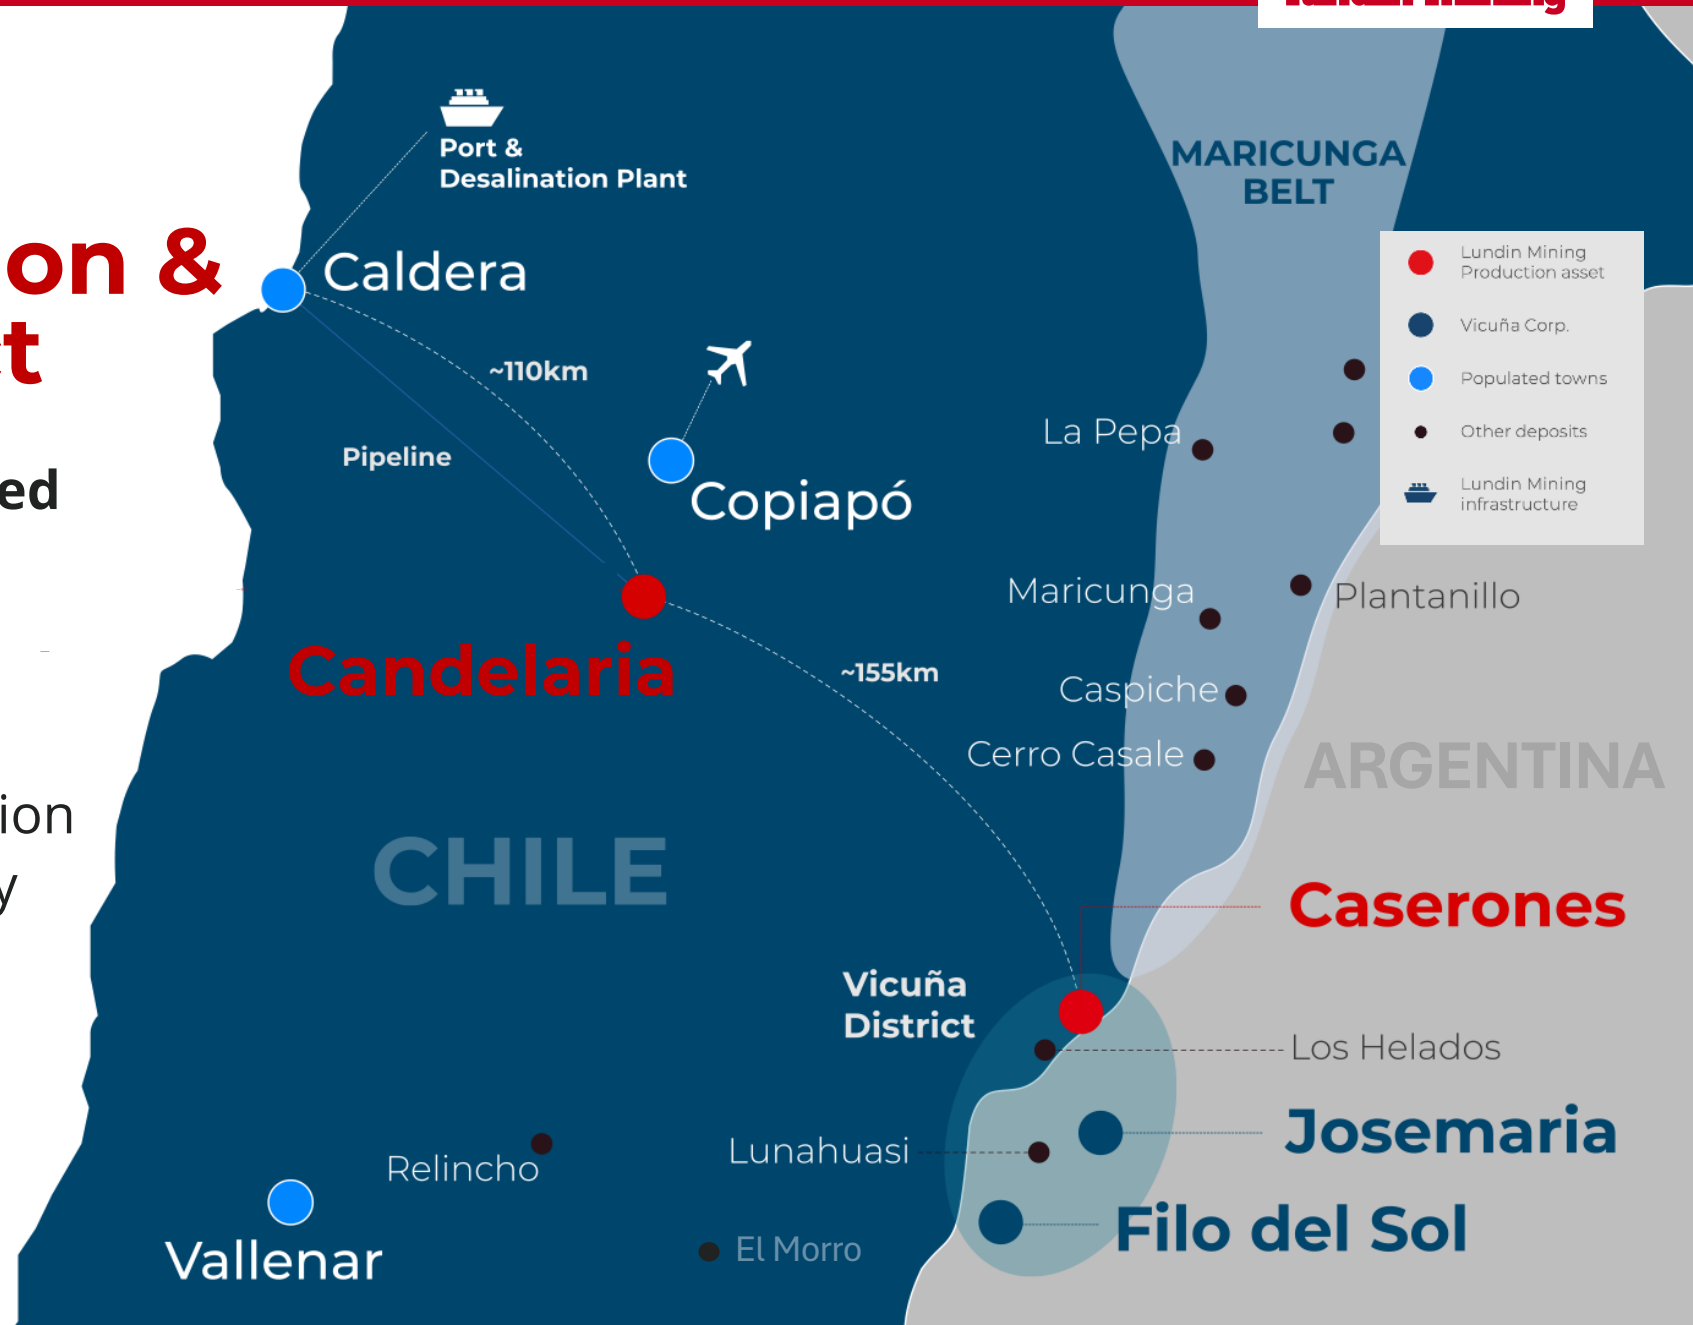 Port &
Desalination Plant
MARICUNGA
BELT
on &
Caldera
Lundin Mining
Production asset
Vicuña Corp.
Populated towns
Other deposits
Lundin Mining
infrastructure
ct
~110km
La Pepa
Pipeline
ed
Copiapó
Maricunga
Plantanillo
Candelaria
~155km
Caspiche
Cerro Casale
ARGENTINA
ion
CHILE
y
Caserones
Vicuña
District
Los Helados
Josemaria
Relincho
Lunahuasi
Filo del Sol
Vallenar
El Morro